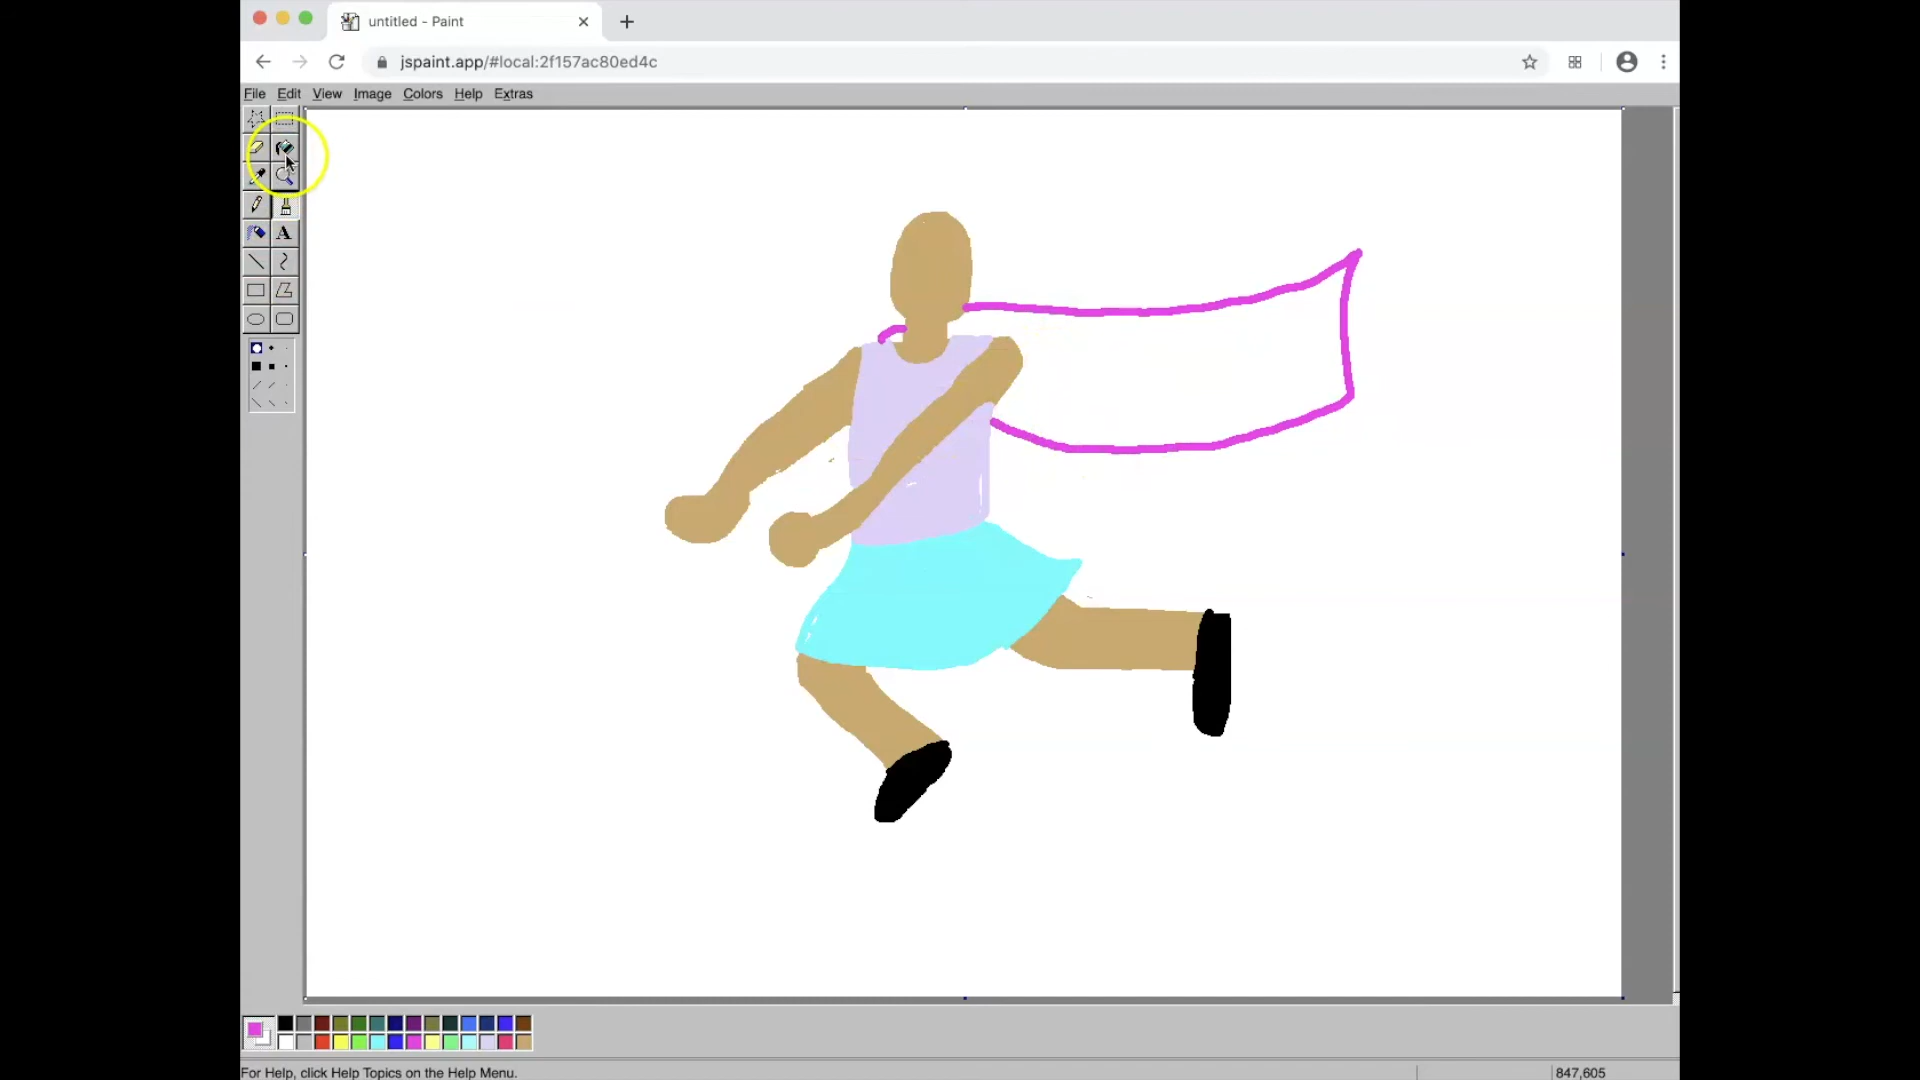 untitled - Paint
jspaint.app/#local:2f157ac80ed4c
File Edit View Image Colors Help Extras
A
For Help, click Help Topics on the Help Menu.
847,605